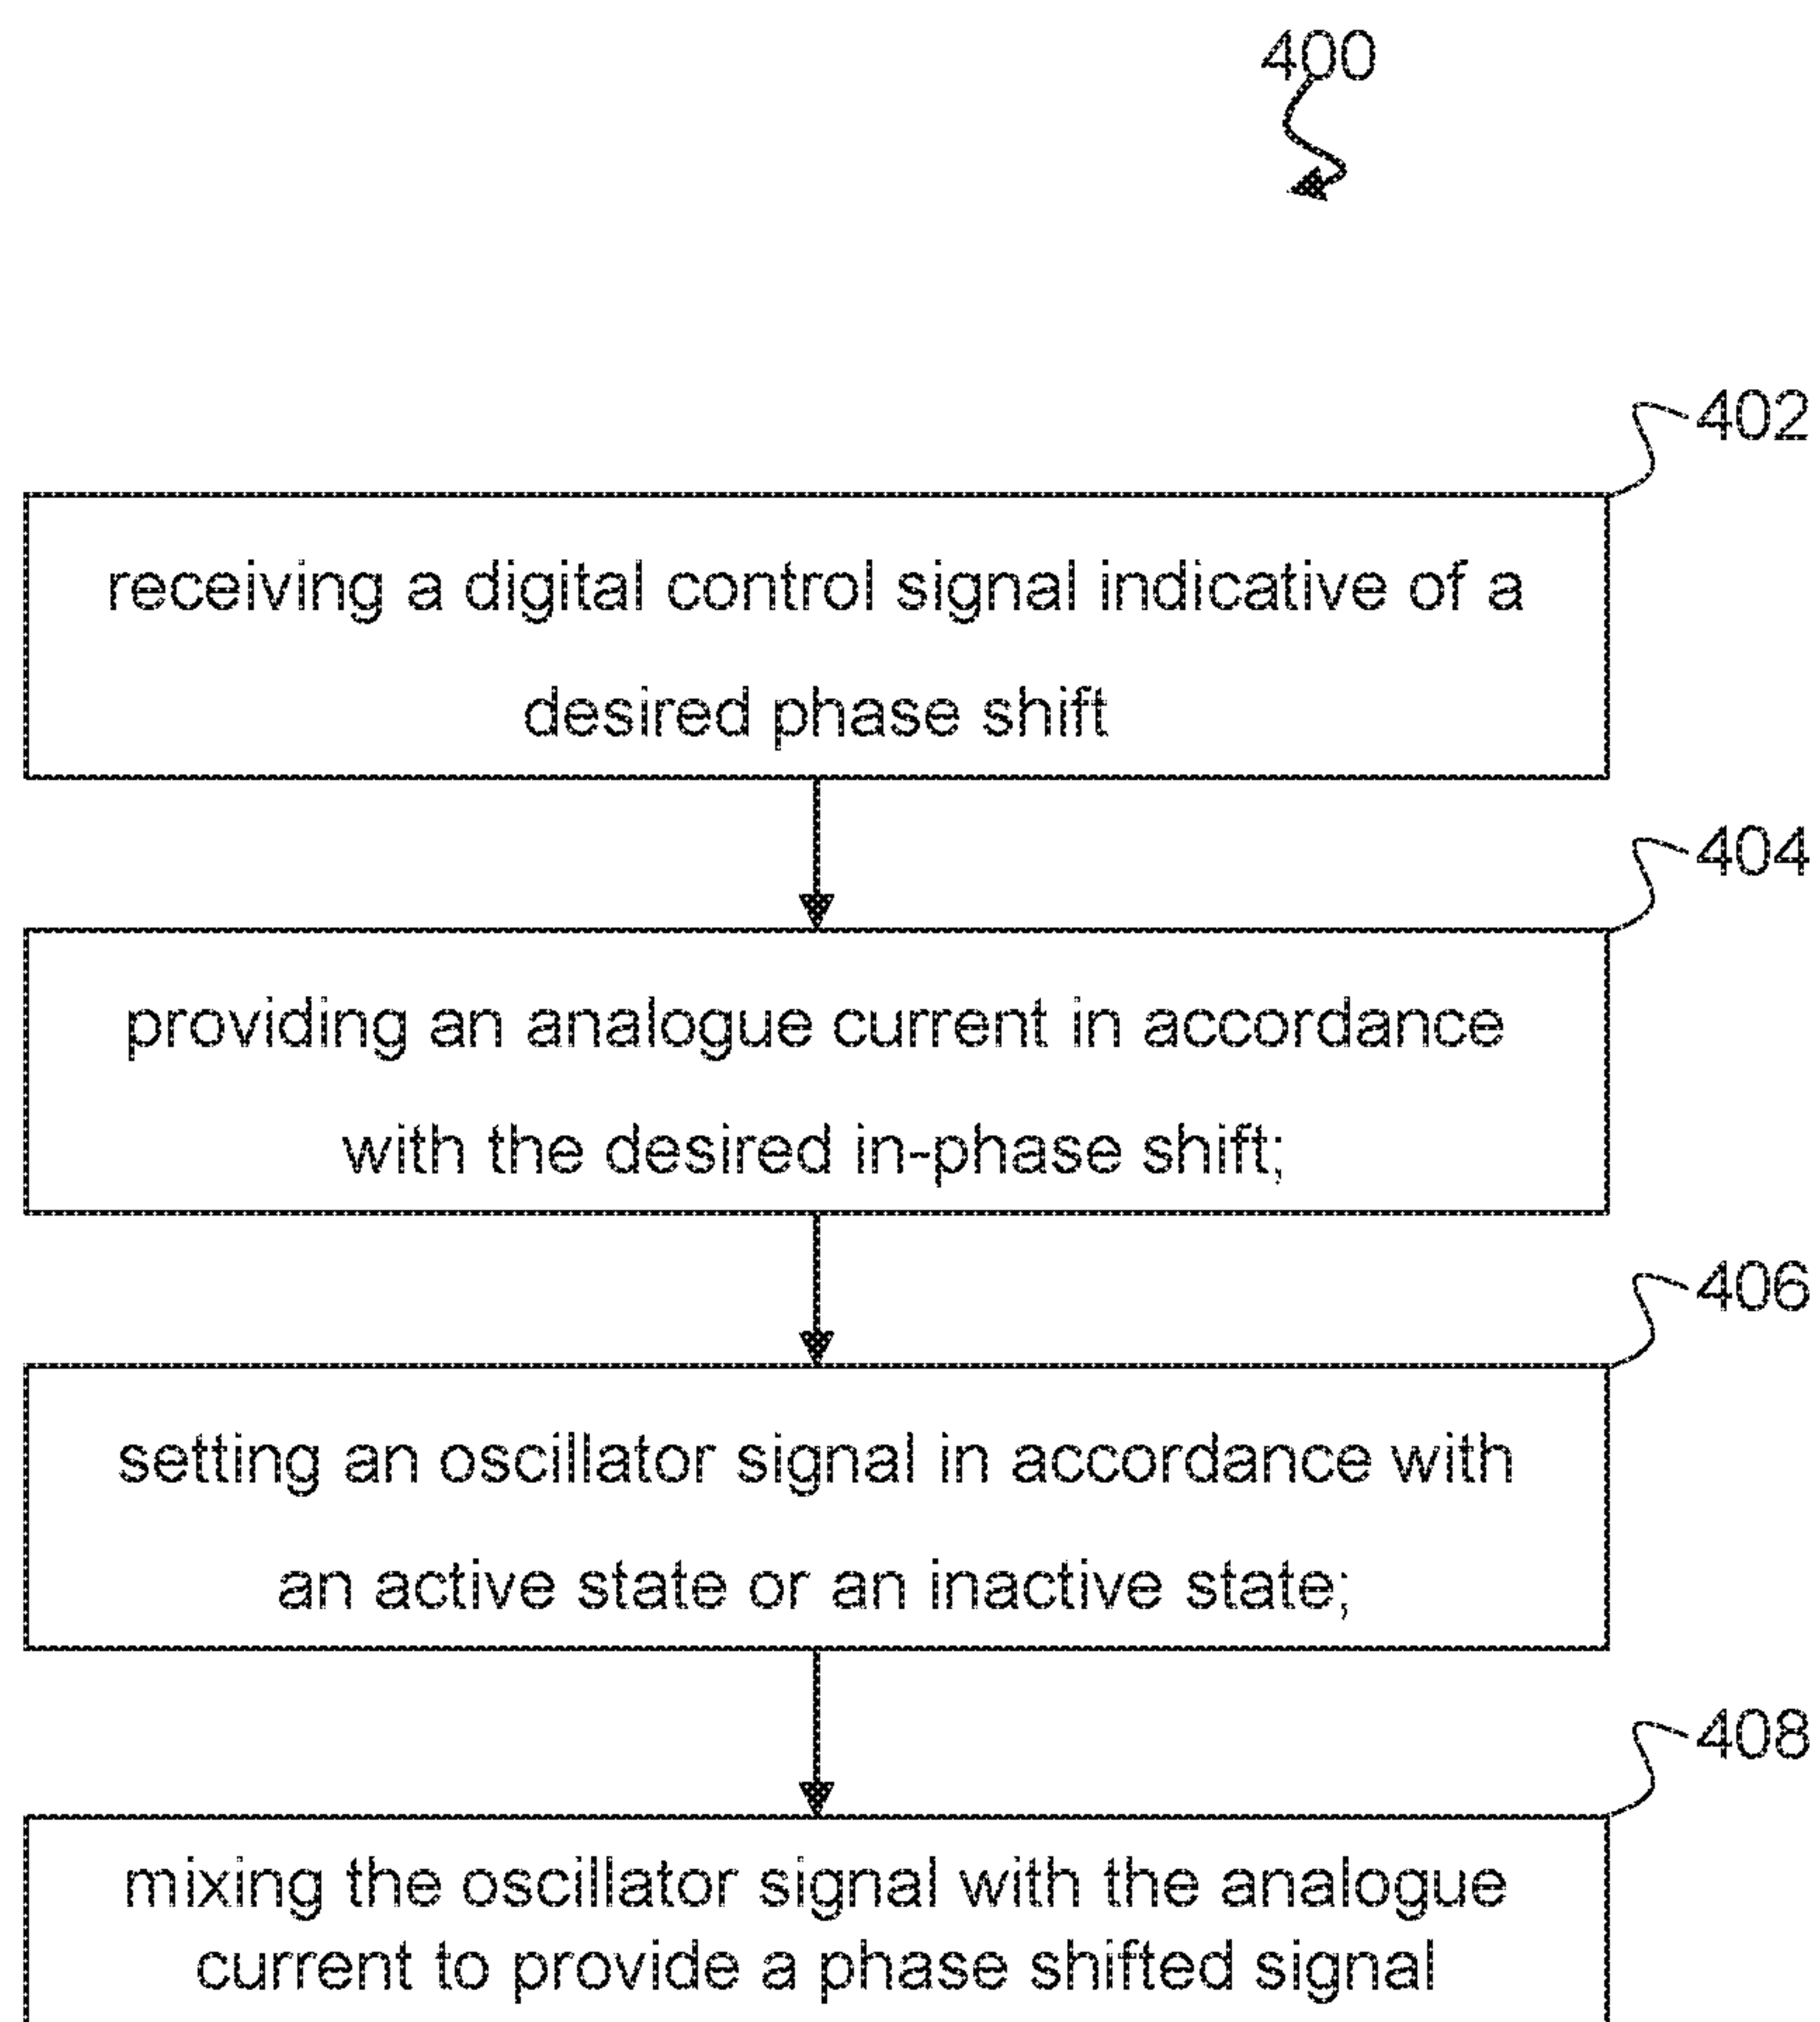 400
402
receiving a digital control signal indicative of a
desired phase shift
404
providing an analogue current in accordance
with the desired in-phase shift;
406
setting an oscillator signal in accordance with
an active state or an inactive state;
408
mixing the oscillator signal with the analogue
current to provide a phase shifted signal